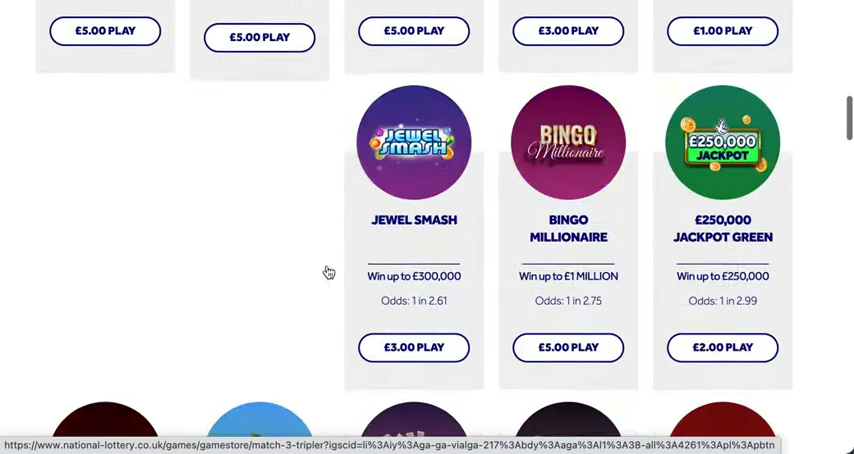 £5.00 PLAY
£5.00 PLAY
£5.00 PLAY
£3.00 PLAY
£1.00 PLAY
JEWEL
SMASH
BINGO
Millionaire
£250,000
JACKPOT
JEWEL SMASH
BINGO
MILLIONAIRE
£250,000
JACKPOT GREEN
Win up to £300,000
Win up to £1 MILLION
Win up to £250,000
Odds: 1 in 2.61
Odds: 1 in 2.75
Odds: 1 in 2.99
£3.00 PLAY
£5.00 PLAY
£2.00 PLAY
https://www.national-lottery.co.uk/games/gamestore/match-3-tripler?igscid=li%3Aiy%3Aga-ga-vialga-217%3Abdy%3Aaga%3Al1%3A38-all%3A4261%3Apl%3Apbtn